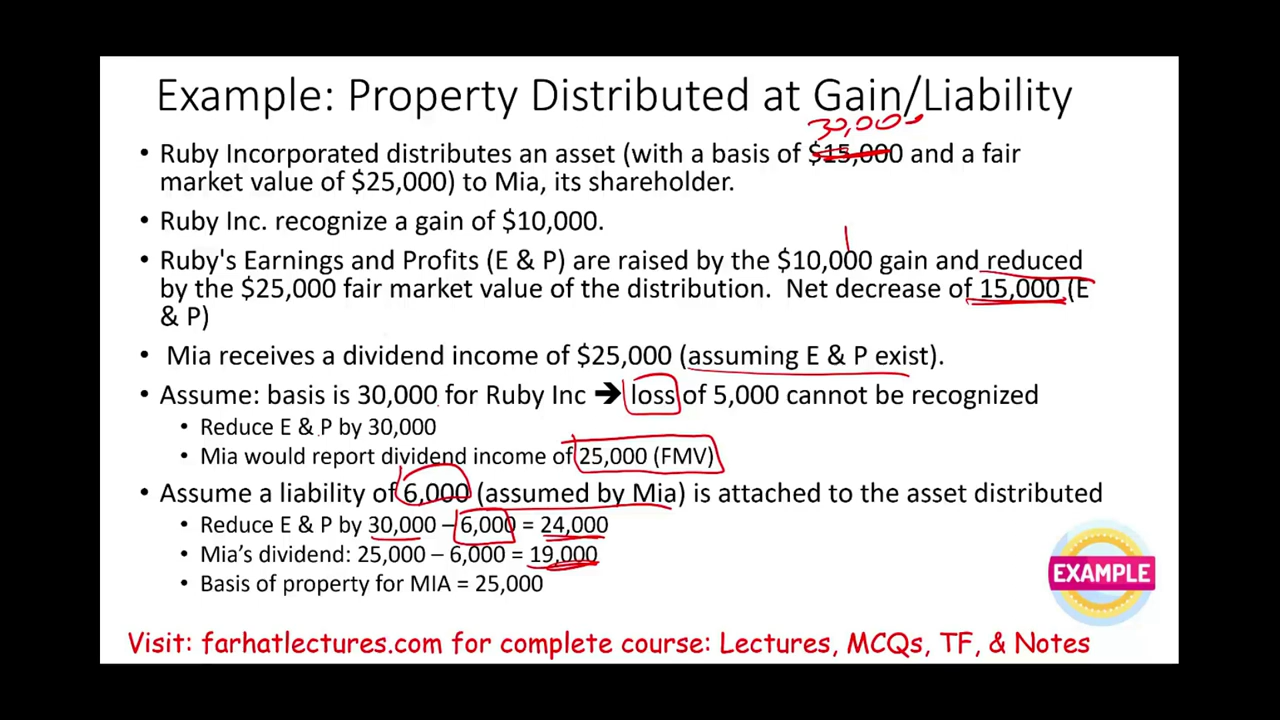 Example: Property Distributed at Gain/Liability
30,000
• Ruby Incorporated distributes an asset (with a basis of $15,000 and a fair
market value of $25,000) to Mia, its shareholder.
• Ruby Inc. recognize a gain of $10,000.
• Ruby's Earnings and Profits (E & P) are raised by the $10,000 gain and reduced
by the $25,000 fair market value of the distribution. Net decrease of 15,000 (E
& P)
• Mia receives a dividend income of $25,000 (assuming E & P exist).
• Assume: basis is 30,000 for Ruby Inc ➔ loss of 5,000 cannot be recognized
• Reduce E & P by 30,000
• Mia would report dividend income of 25,000 (FMV)
• Assume a liability of 6,000 (assumed by Mia) is attached to the asset distributed
• Reduce E & P by 30,000 – 6,000 = 24,000
• Mia's dividend: 25,000 – 6,000 = 19,000
• Basis of property for MIA = 25,000
EXAMPLE
Visit: farhatlectures.com for complete course: Lectures, MCQs, TF, & Notes